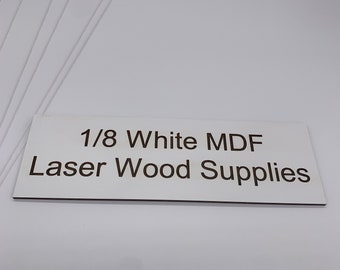 1/8 White MDF
Laser Wood Supplies